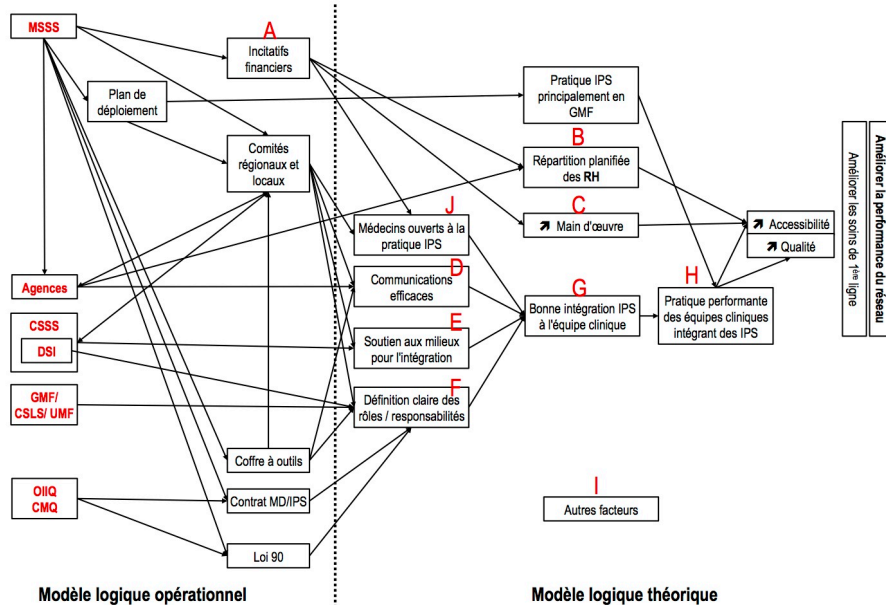 MSSS
A
Incitatifs
financiers
Plan de
déploiement
Pratique IPS
principalement en
GMF
Comités
régionaux et
locaux
B
Répartition planifiée
des RH
C
↗ Main d'œuvre
J
Médecins ouverts à la
pratique IPS
↗ Accessibilité
↗ Qualité
Améliorer les soins de 1ère ligne
Améliorer la performance du réseau
Agences
D
Communications
efficaces
G
Bonne intégration IPS
à l'équipe clinique
H
Pratique performante
des équipes cliniques
intégrant des IPS
CSSS
DSI
E
Soutien aux milieux
pour l'intégration
GMF/
CSLS/ UMF
F
Définition claire des
rôles / responsabilités
Coffre à outils
OIIQ
CMQ
Contrat MD/IPS
I
Autres facteurs
Loi 90
Modèle logique opérationnel
Modèle logique théorique